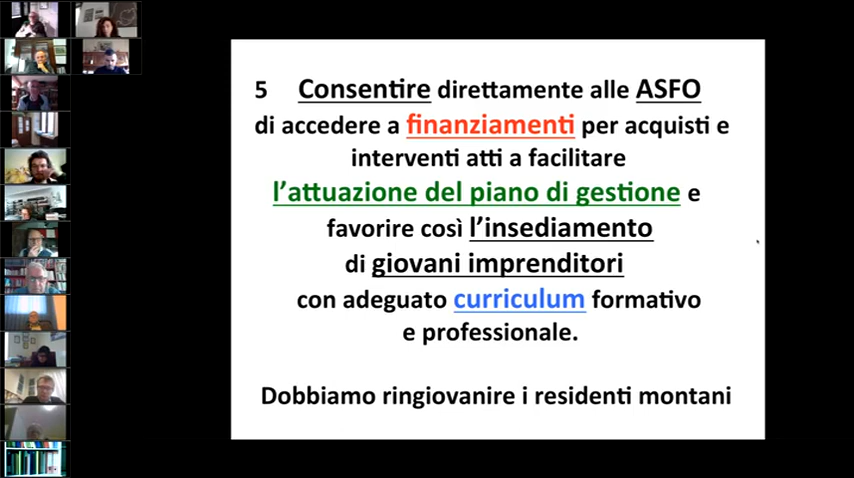 5 Consentire direttamente alle ASFO
di accedere a finanziamenti per acquisti e
interventi atti a facilitare
l'attuazione del piano di gestione e
favorire così l'insediamento
di giovani imprenditori
con adeguato curriculum formativo
e professionale.
Dobbiamo ringiovanire i residenti montani